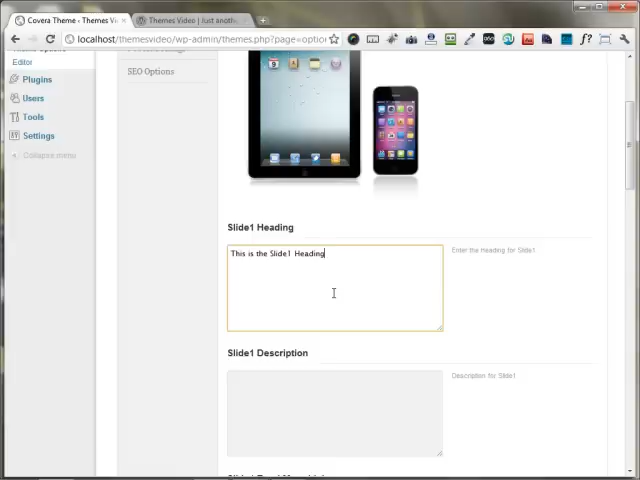 Covera Theme ‹ Themes Vi
Themes Video | Just anoth
localhost/themesvideo/wp-admin/themes.php?page=option
f?
Editor
Plugins
Users
Tools
Settings
Collapse menu
SEO Options
Slide1 Heading
This is the Slide1 Heading
Enter the Heading for Slide1
Slide1 Description
Description for Slide1